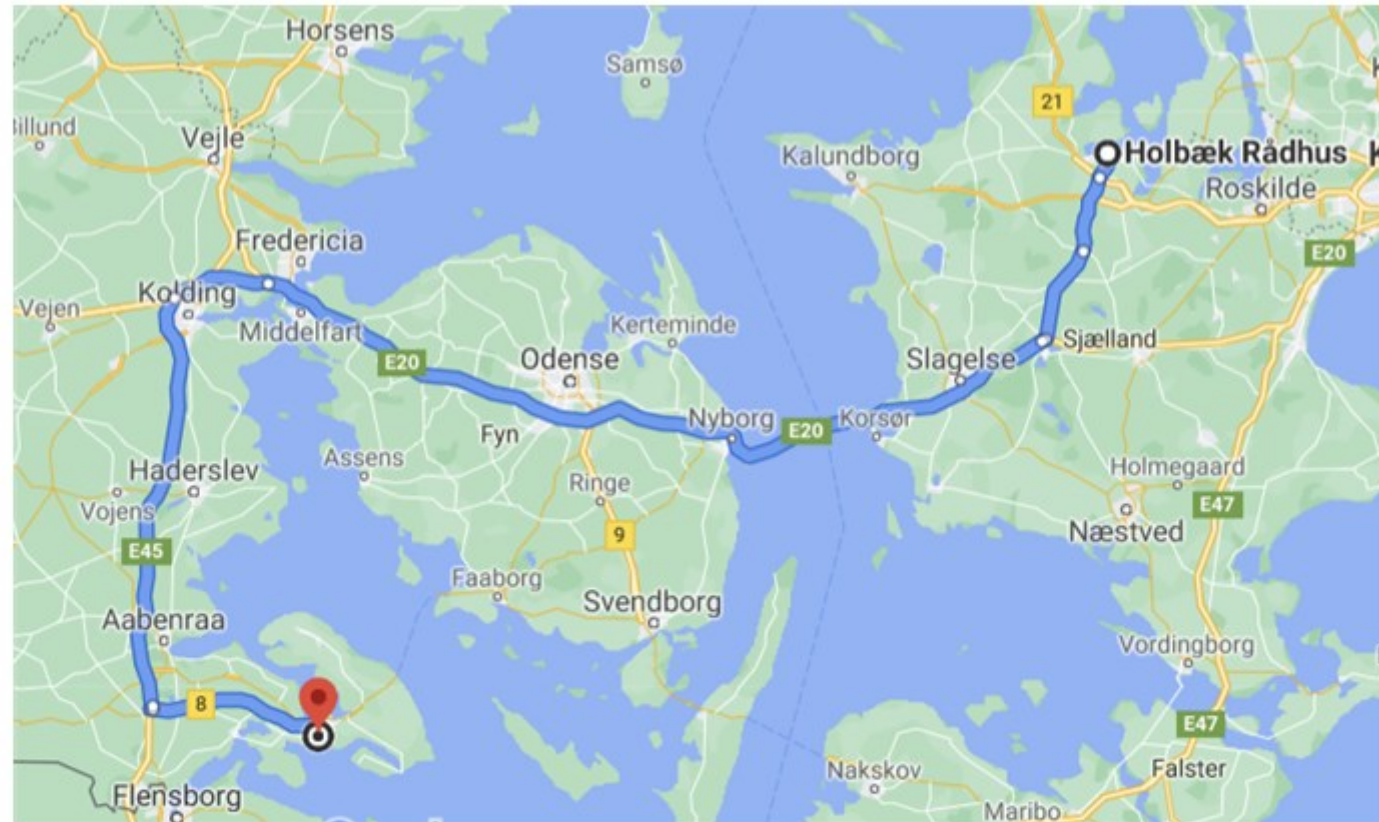 Horsens
Samsø
21
Billund
Vejle
Kalundborg
Holbæk Rådhus
Roskilde
Fredericia
E20
Kolding
Vejen
Middelfart
Kerteminde
Sjælland
E20
Odense
Slagelse
Nyborg
E20
Korsør
Fyn
Assens
Haderslev
Holmegaard
Vojens
Ringe
E47
Næstved
9
E45
Faaborg
Svendborg
Aabenraa
Vordingborg
8
E47
Nakskov
Falster
Flensborg
Maribo